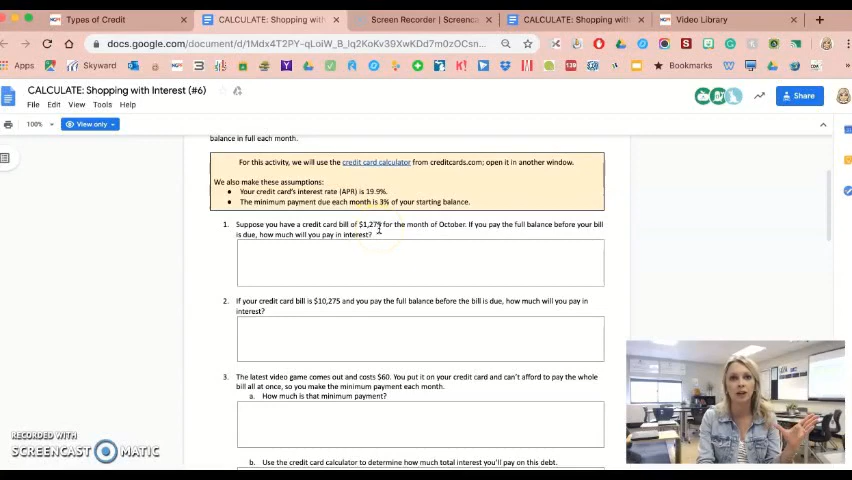 Types of Credit
CALCULATE: Shopping with
Screen Recorder | Screenca
CALCULATE: Shopping with
Video Library
docs.google.com/document/d/1Mdx4T2PY-qLoiW_B_lq2KoKv39XwKDd7m0zOCsn...
Apps
Skyward
Bookmarks
CALCULATE: Shopping with Interest (#6)
Share
File Edit View Tools Help
100%
View only
balance in full each month.
For this activity, we will use the credit card calculator from creditcards.com; open it in another window.
We also make these assumptions:
Your credit card's interest rate (APR) is 19.9%.
The minimum payment due each month is 3% of your starting balance.
1. Suppose you have a credit card bill of $1,275 for the month of October. If you pay the full balance before your bill
is due, how much will you pay in interest?
2. If your credit card bill is $10,275 and you pay the full balance before the bill is due, how much will you pay in
interest?
3. The latest video game comes out and costs $60. You put it on your credit card and can't afford to pay the whole
bill all at once, so you make the minimum payment each month.
a. How much is that minimum payment?
b. Use the credit card calculator to determine how much total interest you'll pay on this debt.
RECORDED WITH
SCREENCAST MATIC